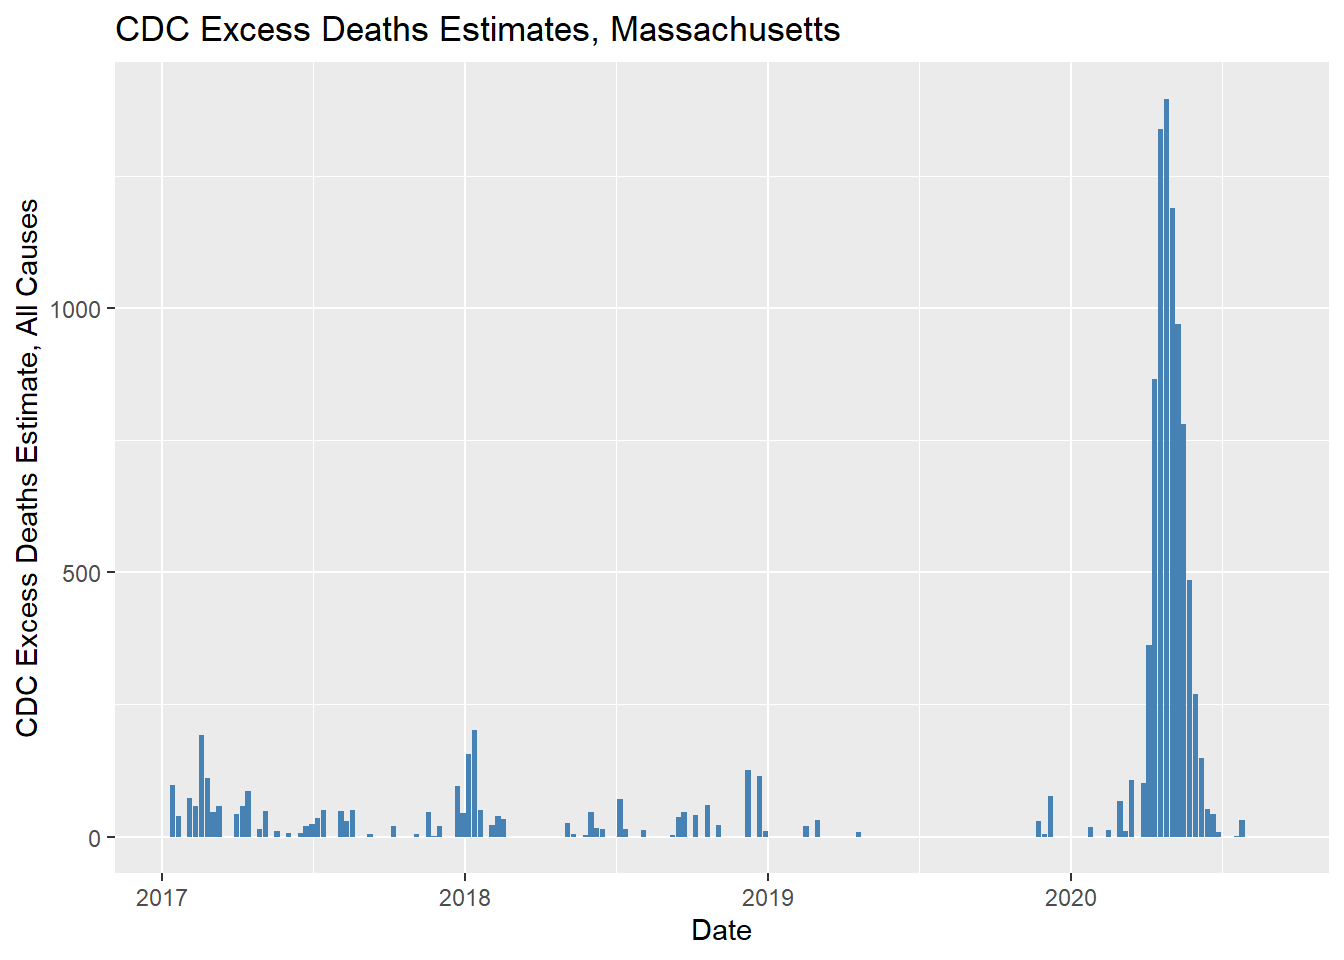 CDC Excess Deaths Estimates, Massachusetts
CDC Excess Deaths Estimate, All Causes
1000
500
0
2017 2018 2019 2020
Date